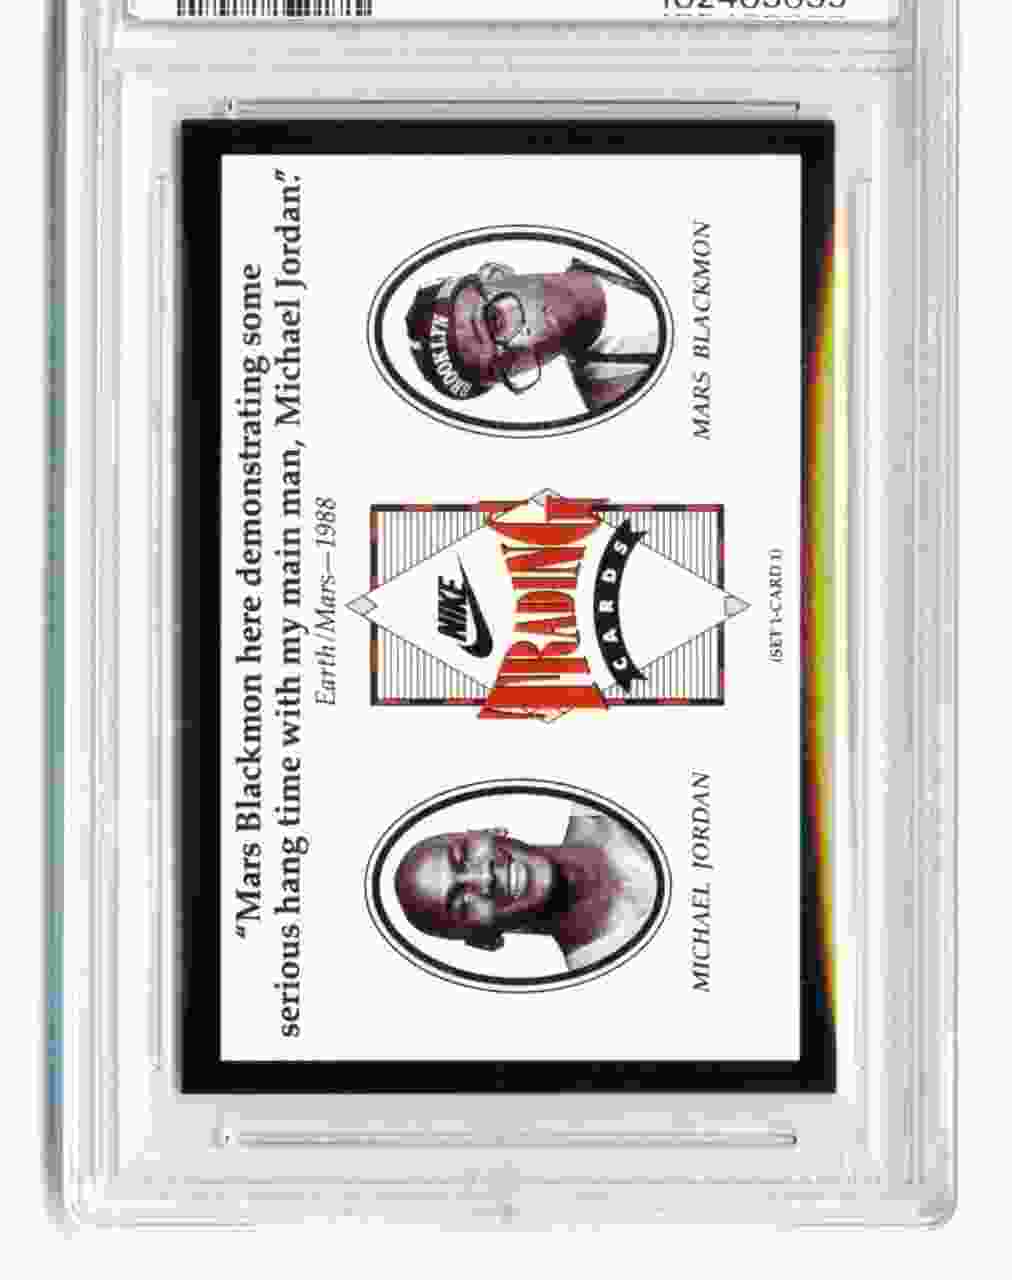 “Mars Blackmon here demonstrating some
serious hang time with my main man, Michael Jordan.”
Earth/Mars—1988
BROOKLYN
NIKE
TRADING
CARDS
MICHAEL JORDAN
MARS BLACKMON
(SET 1-CARD 1)